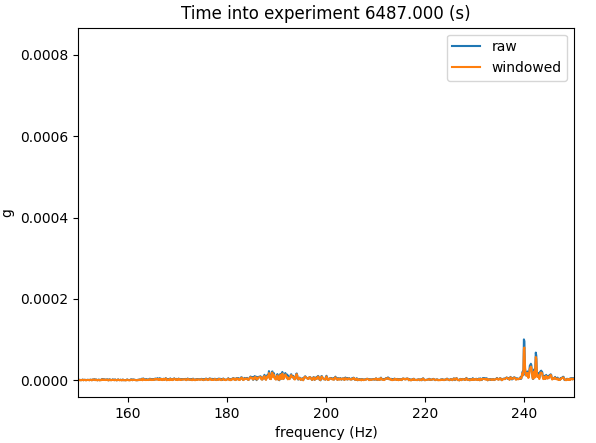 Time into experiment 6487.000 (s)
raw
windowed
0.0008
0.0006
0.0004
0.0002
0.0000
g
160 180 200 220 240
frequency (Hz)